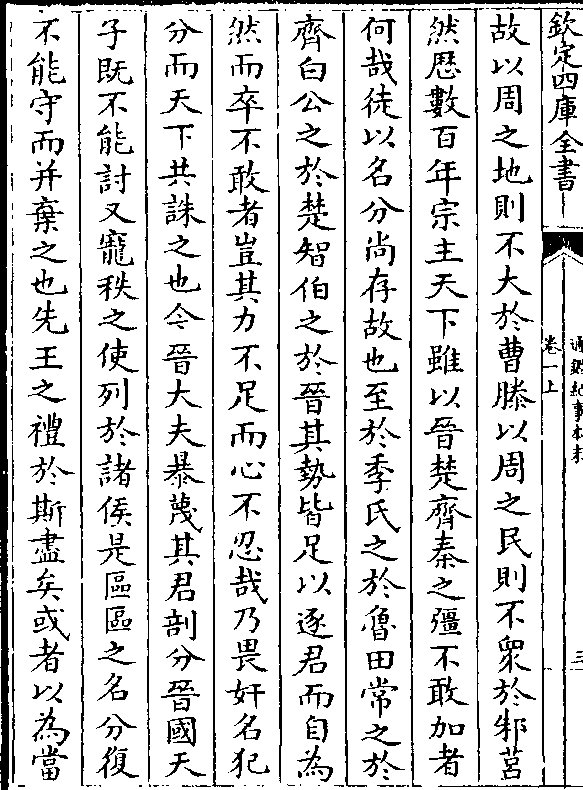 欽定四庫全書
通鑑紀事本末
卷一上
三
故以周之地則不大於曹滕以周之民則不衆於邾莒
然歴數百年宗主天下雖以晉楚齊秦之彊不敢加者
何哉徒以名分尚存故也至於季氏之於魯田常之於
齊白公之於楚智伯之於晉其勢皆足以逐君而自為
然而卒不敢者豈其力不足而心不忍哉乃畏奸名犯
分而天下共誅之也今晉大夫暴蔑其君剖分晉國天
子既不能討又寵秩之使列於諸侯是區區之名分復
不能守而并棄之也先王之禮於斯盡矣或者以為當